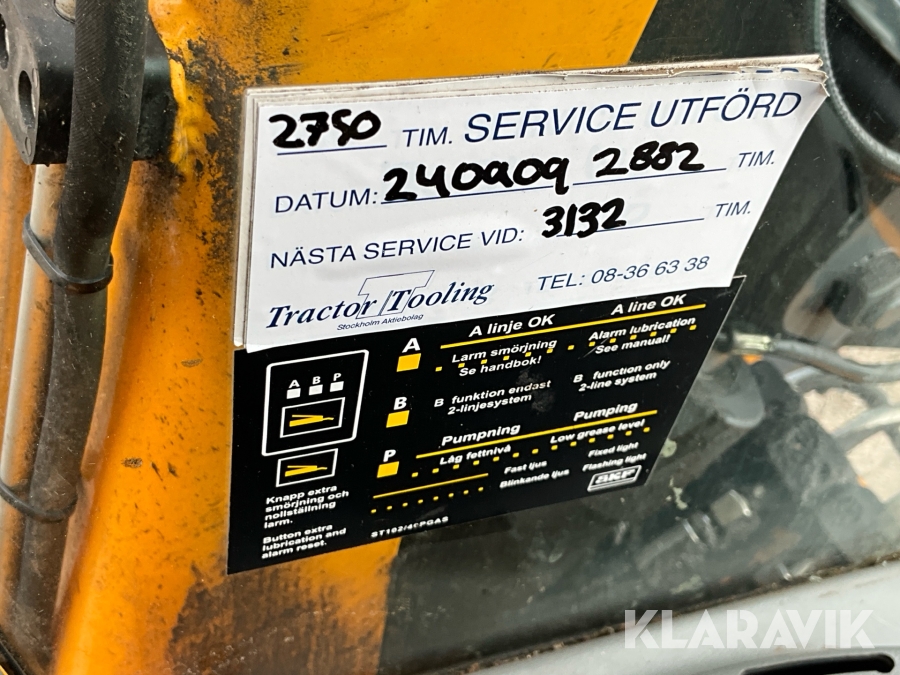 2750 TIM. SERVICE UTFÖRD
DATUM: 240909 2882 TIM.
NÄSTA SERVICE VID: 3132 TIM.
Tractor Tooling
Stockholm Aktiebolag
TEL: 08-36 63 38
A B P
A
A linje OK
A line OK
Larm smörjning
Se handbok!
Alarm lubrication
See manual!
B
B funktion endast
2-linjesystem
B function only
2-line system
P
Pumpning
Pumping
Låg fettnivå
Low grease level
Fast ljus
Fixed light
Blinkande ljus
Flashing light
SKF
Knapp extra
smörjning och
nollställning
larm.
Button extra
lubrication and
alarm reset.
KLARAVIK